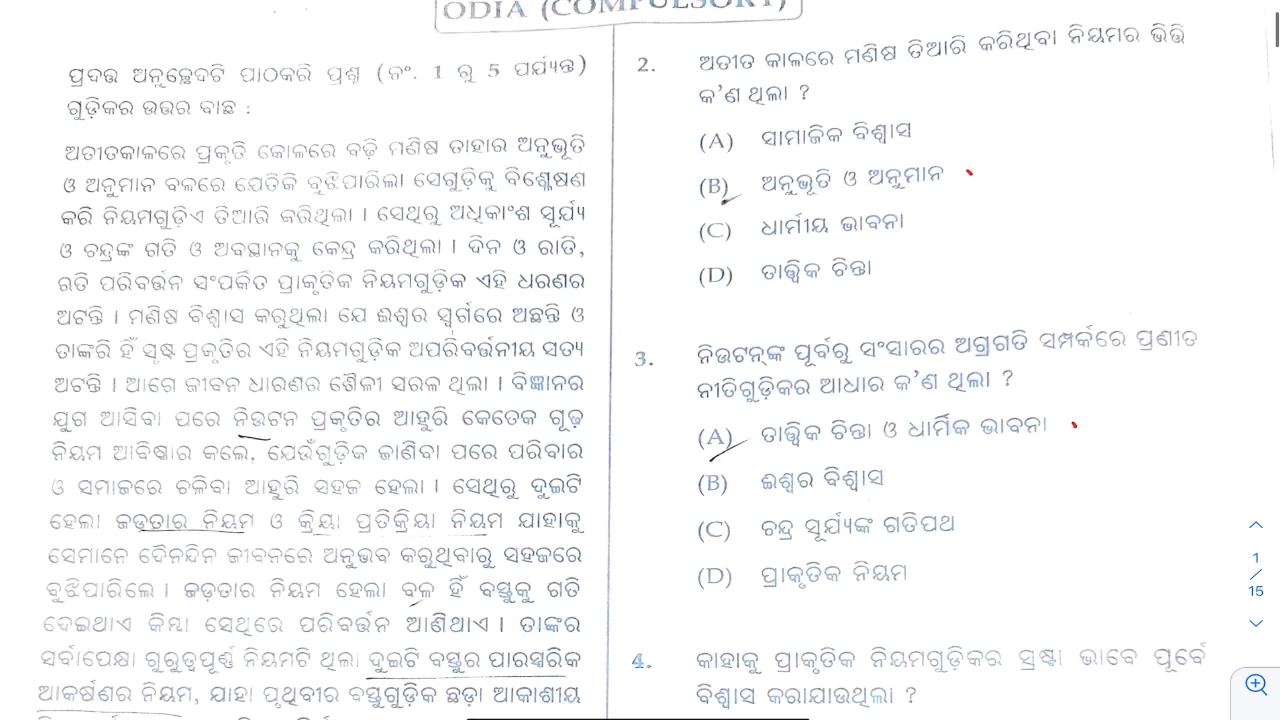 ODIA (COMPULSORY)
ପ୍ରଦତ୍ତ ଅନୁଚ୍ଛେଦଟି ପାଠକରି ପ୍ରଶ୍ନ (ନଂ. 1 ରୁ 5 ପର୍ଯ୍ୟନ୍ତ)
ଗୁଡ଼ିକର ଉତ୍ତର ବାଛ :
ଅତୀତକାଳରେ ପ୍ରକୃତି କୋଳରେ ବଢ଼ି ମଣିଷ ତାହାର ଅନୁଭୂତି
ଓ ଅନୁମାନ ବଳରେ ଯେତିକି ବୁଝିପାରିଲା ସେଗୁଡ଼ିକୁ ବିଶ୍ଳେଷଣ
କରି ନିୟମଗୁଡ଼ିଏ ତିଆରି କରିଥିଲା । ସେଥିରୁ ଅଧିକାଂଶ ସୂର୍ଯ୍ୟ
ଓ ଚନ୍ଦ୍ରଙ୍କ ଗତି ଓ ଅବସ୍ଥାନକୁ କେନ୍ଦ୍ର କରିଥିଲା । ଦିନ ଓ ରାତି,
ଋତି ପରିବର୍ତ୍ତନ ସଂପର୍କିତ ପ୍ରାକୃତିକ ନିୟମଗୁଡ଼ିକ ଏହି ଧରଣର
ଅଟନ୍ତି । ମଣିଷ ବିଶ୍ୱାସ କରୁଥିଲା ଯେ ଈଶ୍ୱର ସ୍ୱର୍ଗରେ ଅଛନ୍ତି ଓ
ତାଙ୍କରି ହିଁ ସୃଷ୍ଟ ପ୍ରକୃତିର ଏହି ନିୟମଗୁଡ଼ିକ ଅପରିବର୍ତ୍ତନୀୟ ସତ୍ୟ
ଅଟନ୍ତି । ଆଗେ ଜୀବନ ଧାରଣର ଶୈଳୀ ସରଳ ଥିଲା । ବିଜ୍ଞାନର
ଯୁଗ ଆସିବା ପରେ ନିଉଟନ ପ୍ରକୃତିର ଆହୁରି କେତେକ ଗୂଢ଼
ନିୟମ ଆବିଷ୍କାର କଲେ, ଯେଉଁଗୁଡ଼ିକ ଜାଣିବା ପରେ ପରିବାର
ଓ ସମାଜରେ ଚଳିବା ଆହୁରି ସହଜ ହେଲା । ସେଥିରୁ ଦୁଇଟି
ହେଲା ଜଡ଼ତାର ନିୟମ ଓ କ୍ରିୟା ପ୍ରତିକ୍ରିୟା ନିୟମ ଯାହାକୁ
ସେମାନେ ଦୈନନ୍ଦିନ ଜୀବନରେ ଅନୁଭବ କରୁଥିବାରୁ ସହଜରେ
ବୁଝିପାରିଲେ । ଜଡ଼ତାର ନିୟମ ହେଲା ବଳ ହିଁ ବସ୍ତୁକୁ ଗତି
ଦେଇଥାଏ କିମ୍ବା ସେଥିରେ ପରିବର୍ତ୍ତନ ଆଣିଥାଏ । ତାଙ୍କର
ସର୍ବାପେକ୍ଷା ଗୁରୁତ୍ୱପୂର୍ଣ୍ଣ ନିୟମଟି ଥିଲା ଦୁଇଟି ବସ୍ତୁର ପାରସ୍ପରିକ
ଆକର୍ଷଣର ନିୟମ, ଯାହା ପୃଥିବୀର ବସ୍ତୁଗୁଡ଼ିକ ଛଡ଼ା ଆକାଶୀୟ
2. ଅତୀତ କାଳରେ ମଣିଷ ତିଆରି କରିଥିବା ନିୟମର ଭିତ୍ତି
କ’ଣ ଥିଲା ?
(A) ସାମାଜିକ ବିଶ୍ୱାସ
(B) ଅନୁଭୂତି ଓ ଅନୁମାନ
(C) ଧାର୍ମୀୟ ଭାବନା
(D) ତାତ୍ତ୍ୱିକ ଚିନ୍ତା
3. ନିଉଟନ୍‌ଙ୍କ ପୂର୍ବରୁ ସଂସାରର ଅଗ୍ରଗତି ସମ୍ପର୍କରେ ପ୍ରଣୀତ
ନୀତିଗୁଡ଼ିକର ଆଧାର କ’ଣ ଥିଲା ?
(A) ତାତ୍ତ୍ୱିକ ଚିନ୍ତା ଓ ଧାର୍ମିକ ଭାବନା
(B) ଈଶ୍ୱର ବିଶ୍ୱାସ
(C) ଚନ୍ଦ୍ର ସୂର୍ଯ୍ୟଙ୍କ ଗତିପଥ
(D) ପ୍ରାକୃତିକ ନିୟମ
4. କାହାକୁ ପ୍ରାକୃତିକ ନିୟମଗୁଡ଼ିକର ସ୍ରଷ୍ଟା ଭାବେ ପୂର୍ବେ
ବିଶ୍ୱାସ କରାଯାଉଥିଲା ?
1
/
15